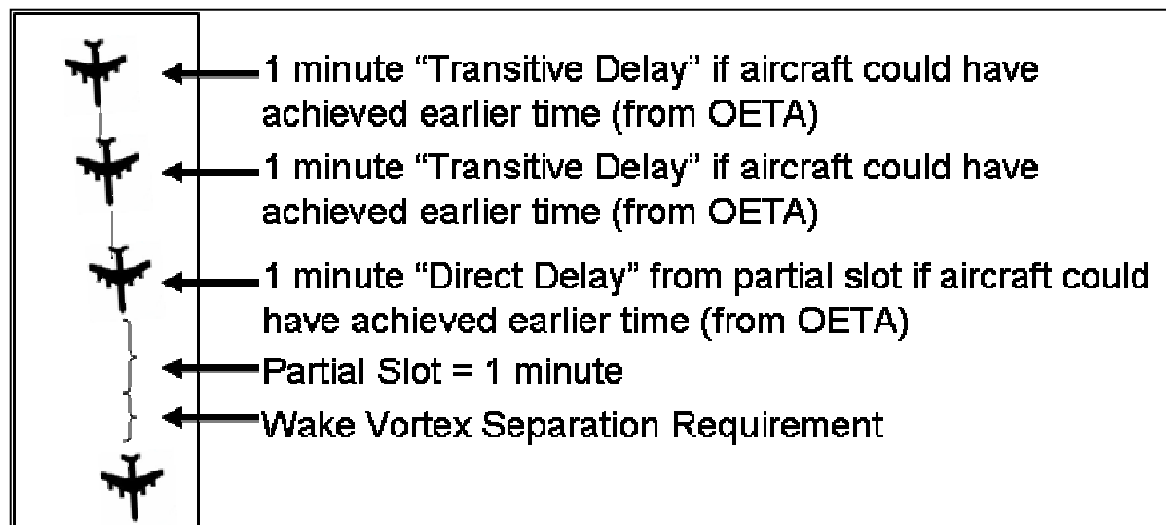 1 minute “Transitive Delay” if aircraft could have
achieved earlier time (from OETA)
1 minute “Transitive Delay” if aircraft could have
achieved earlier time (from OETA)
1 minute “Direct Delay” from partial slot if aircraft could
have achieved earlier time (from OETA)
Partial Slot = 1 minute
Wake Vortex Separation Requirement